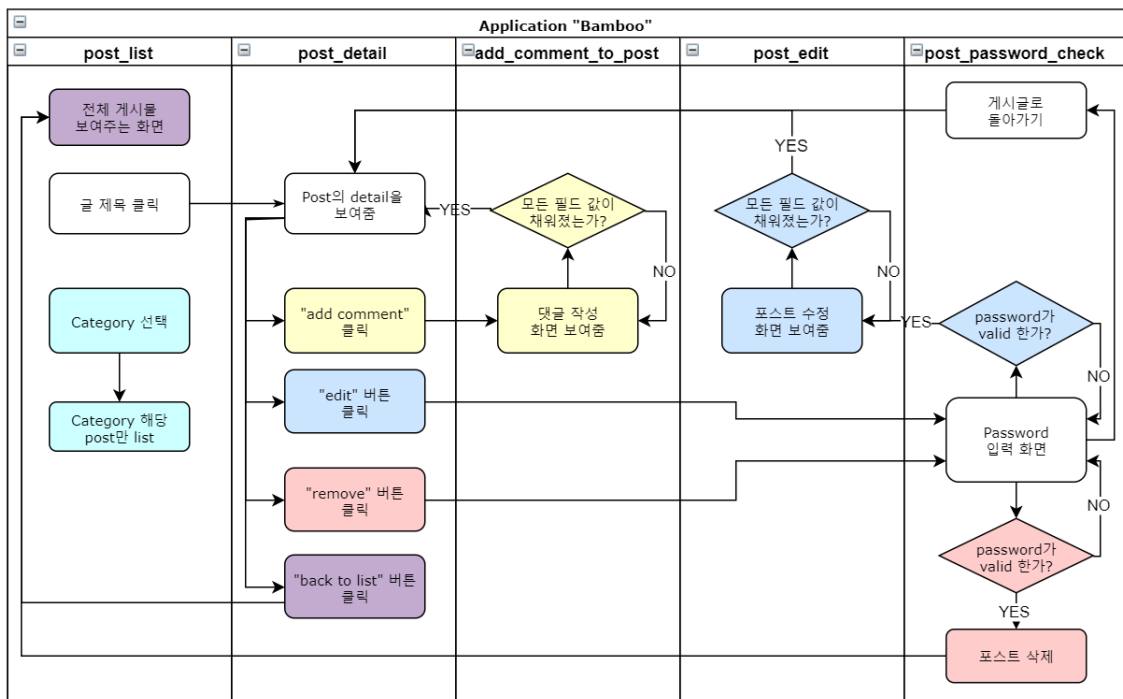 Application "Bamboo"
post_list
post_detail
add_comment_to_post
post_edit
post_password_check
전체 게시물
보여주는 화면
글 제목 클릭
Category 선택
Category 해당
post만 list
Post의 detail을
보여줌
"add comment"
클릭
"edit" 버튼
클릭
"remove" 버튼
클릭
"back to list" 버튼
클릭
모든 필드 값이
채워졌는가?
YES
NO
댓글 작성
화면 보여줌
YES
모든 필드 값이
채워졌는가?
NO
포스트 수정
화면 보여줌
게시글로
돌아가기
password가
valid 한가?
YES
NO
Password
입력 화면
NO
password가
valid 한가?
YES
포스트 삭제